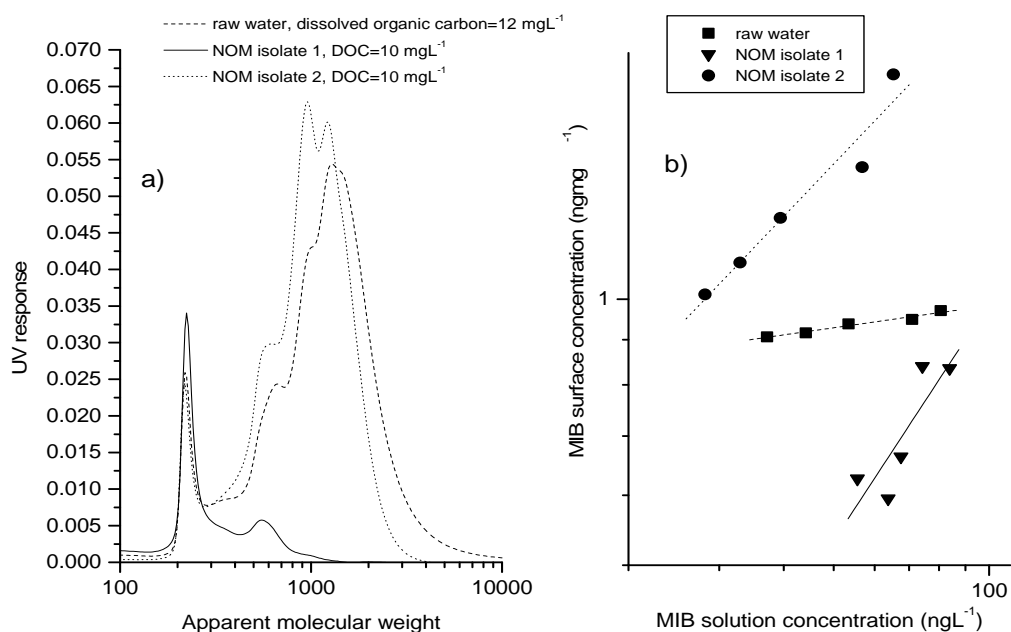 raw water, dissolved organic carbon=12 mgL-1
NOM isolate 1, DOC=10 mgL-1
NOM isolate 2, DOC=10 mgL-1
a)
UV response
0.070
0.065
0.060
0.055
0.050
0.045
0.040
0.035
0.030
0.025
0.020
0.015
0.010
0.005
0.000
100
1000
10000
Apparent molecular weight
raw water
NOM isolate 1
NOM isolate 2
b)
MIB surface concentration (ngmg-1)
1
100
MIB solution concentration (ngL-1)